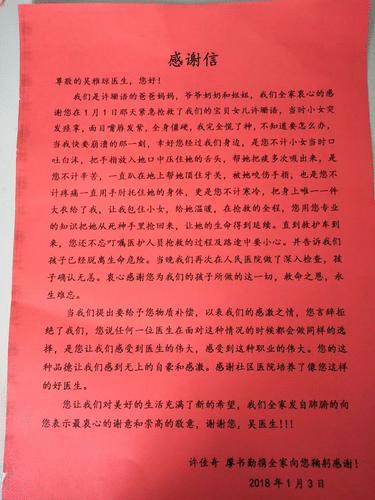 感谢信
尊敬的吴雅琼医生，您好！
我们是许珊语的爸爸妈妈，爷爷奶奶和姐姐，我们全家衷心的感
谢您在1月1日那天紧急抢救了我们的宝贝女儿许珊语，当时小女突
发痉挛，面目嘴唇发紫，全身僵硬，我完全慌了神，不知道要怎么办，
当我快要崩溃的那一刻，幸好您经过我们身边，是您不计小女当时口
吐白沫，把手指放入她口中压住她的舌头，帮她把痰多次吸出来，是
您不计辛苦，一直趴在地上帮她顶住牙关，被她咬伤手指，也是您不
计疼痛一直用手肘托住她的身体，更是您不计寒冷，把身上唯一一件
大衣给了我，让我包住小女，给她温暖，在抢救的全程，您用您专业
的知识把她从死神手里抢回来，让她的生命得到延续。直到救护车到
来，您还不忘叮嘱医护人员抢救的过程及路途中要小心。并告诉我们
孩子已经脱离生命危险。当晚我们再次在人民医院做了深入检查，孩
子确认无恙。衷心感谢您为我们的孩子所做的这一切，救命之恩，永
生难忘。
当我们提出要给予您物质补偿，以表我们的感激之情，您言辞拒
绝了我们，您说任何一位医生在面对这种情况的时候都会做同样的选
择，是您让我们感受到医生的伟大，感受到这种职业的伟大。您的这
种品德让我们感到无上的自豪和感激。感谢社区医院培养了像您这样
的好医生。
您让我们对美好的生活充满了新的希望，我们全家发自肺腑的向
您表示最衷心的谢意和崇高的敬意，谢谢您，吴医生!!!
许佳奇 廖书勤携全家向您鞠躬感谢！
2018年1月3日